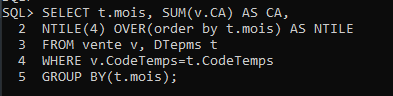 SQL> SELECT t.mois, SUM(v.CA) AS CA,
2 NTILE(4) OVER(order by t.mois) AS NTILE
3 FROM vente v, DTepms t
4 WHERE v.CodeTemps=t.CodeTemps
5 GROUP BY(t.mois);